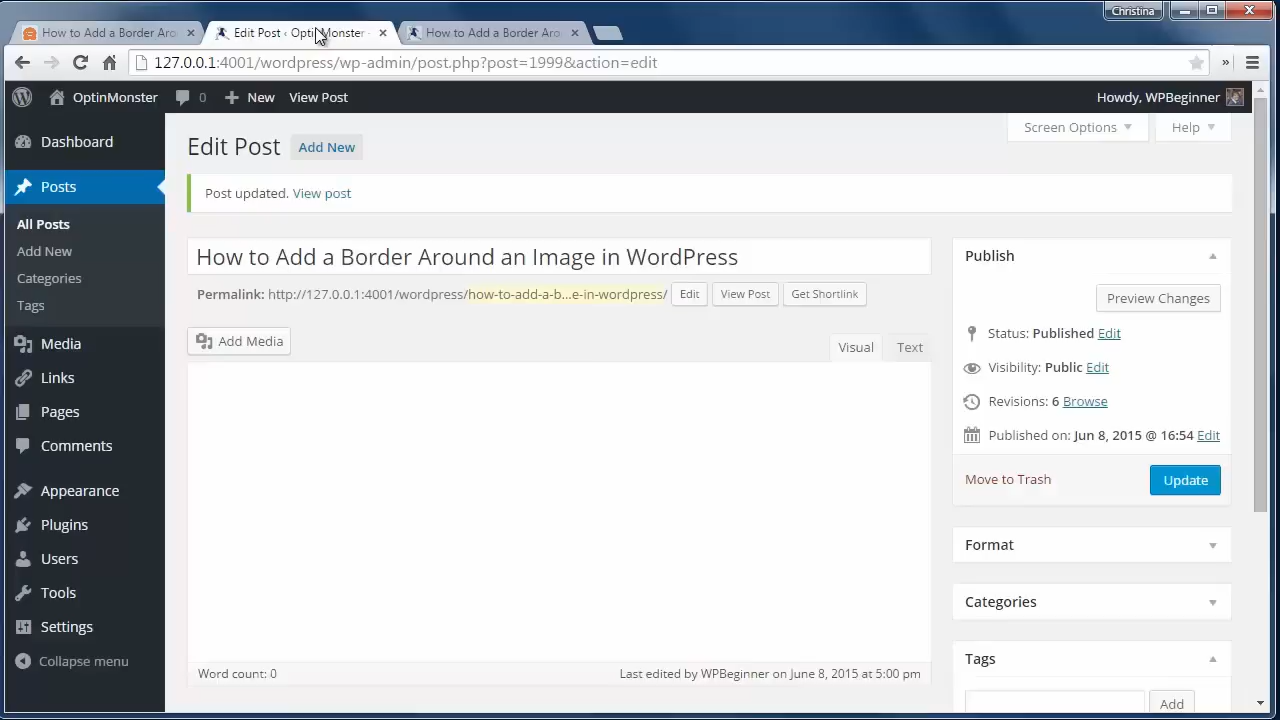 Christina
How to Add a Border Aro
Edit Post ‹ OptinMonster
How to Add a Border Aro
127.0.0.1:4001/wordpress/wp-admin/post.php?post=1999&action=edit
OptinMonster 0 New View Post Howdy, WPBeginner
Screen Options Help
Dashboard
Posts
All Posts
Add New
Categories
Tags
Media
Links
Pages
Comments
Appearance
Plugins
Users
Tools
Settings
Collapse menu
Edit Post Add New
Post updated. View post
How to Add a Border Around an Image in WordPress
Permalink: http://127.0.0.1:4001/wordpress/how-to-add-a-b…e-in-wordpress/ Edit View Post Get Shortlink
Add Media
Visual Text
Word count: 0 Last edited by WPBeginner on June 8, 2015 at 5:00 pm
Publish
Preview Changes
Status: Published Edit
Visibility: Public Edit
Revisions: 6 Browse
Published on: Jun 8, 2015 @ 16:54 Edit
Move to Trash Update
Format
Categories
Tags
Add